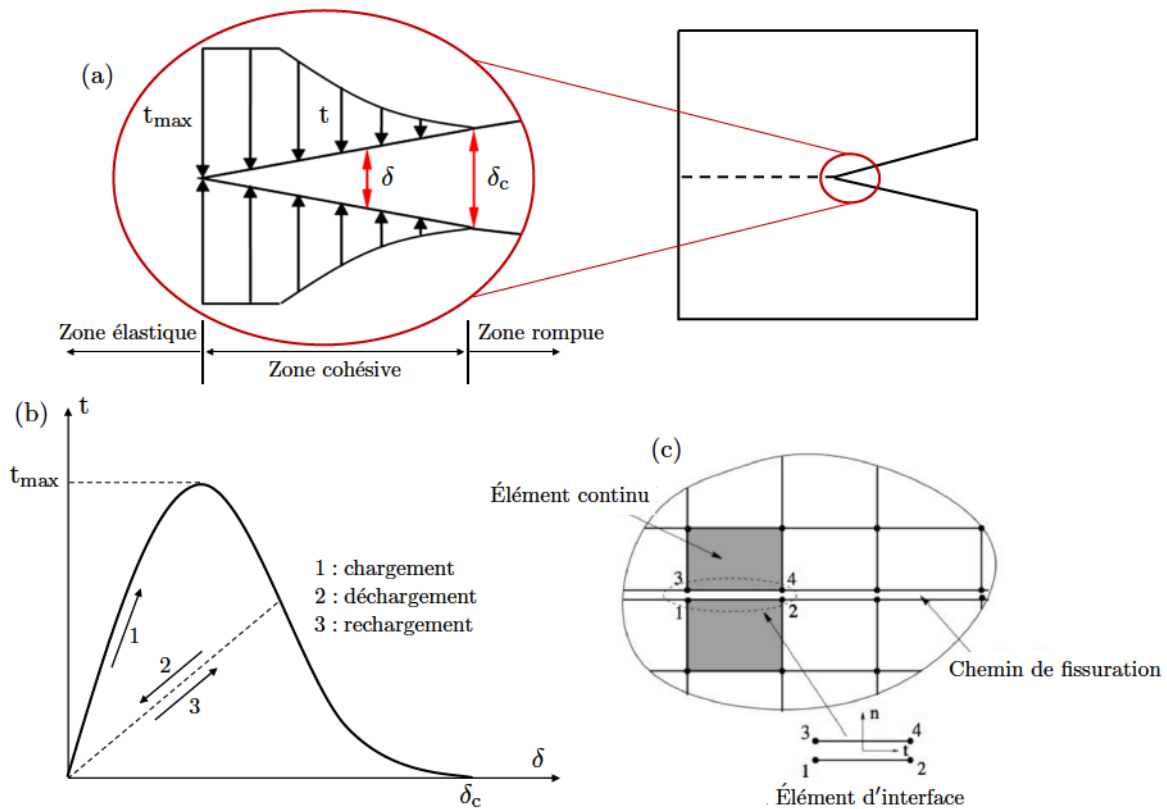 (a)
t_max
t
δ
δ_c
Zone élastique
Zone cohésive
Zone rompue
(b)
t
t_max
1 : chargement
2 : déchargement
3 : rechargement
1
2
3
δ
δ_c
(c)
Élément continu
3
4
1
2
Chemin de fissuration
n
3
4
t
1
2
Élément d'interface